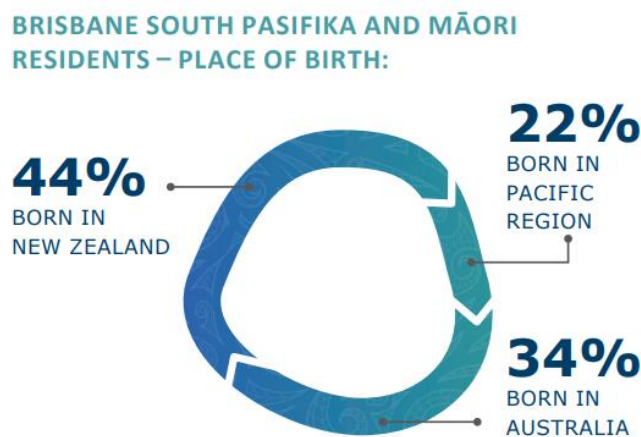 BRISBANE SOUTH PASIFIKA AND MĀORI
RESIDENTS – PLACE OF BIRTH:
44%
BORN IN
NEW ZEALAND
22%
BORN IN
PACIFIC
REGION
34%
BORN IN
AUSTRALIA